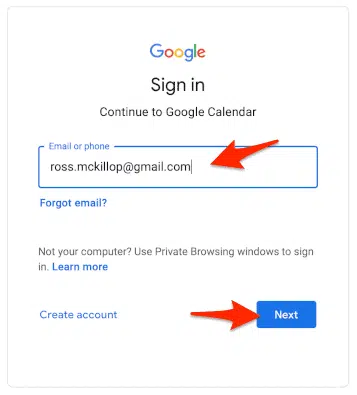 Google
Sign in
Continue to Google Calendar
Email or phone
ross.mckillop@gmail.com
Forgot email?
Not your computer? Use Private Browsing windows to sign
in. Learn more
Create account
Next